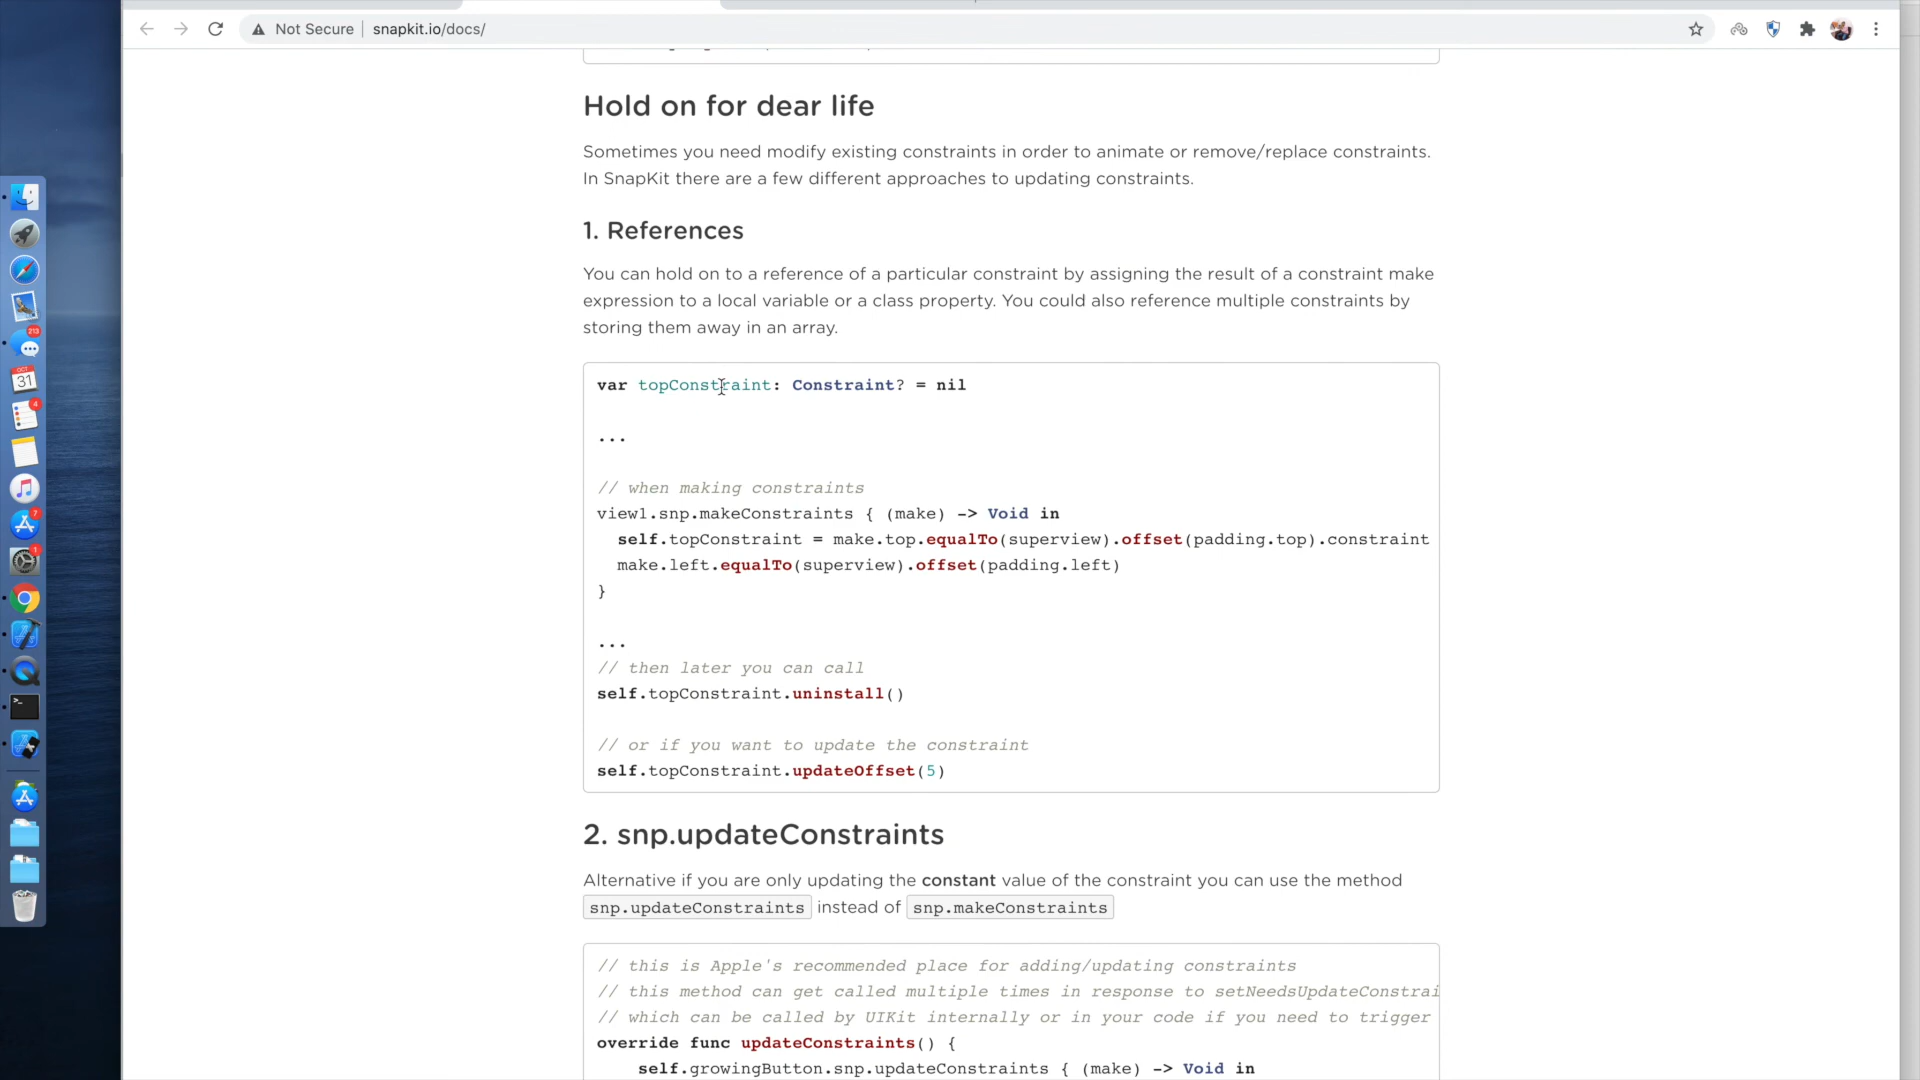 Not Secure
snapkit.io/docs/
Hold on for dear life
Sometimes you need modify existing constraints in order to animate or remove/replace constraints.
In SnapKit there are a few different approaches to updating constraints.
1. References
You can hold on to a reference of a particular constraint by assigning the result of a constraint make
expression to a local variable or a class property. You could also reference multiple constraints by
storing them away in an array.
var topConstraint: Constraint? = nil
...
// when making constraints
view1.snp.makeConstraints { (make) -> Void in
self.topConstraint = make.top.equalTo(superview).offset(padding.top).constraint
make.left.equalTo(superview).offset(padding.left)
}
...
// then later you can call
self.topConstraint.uninstall()
// or if you want to update the constraint
self.topConstraint.updateOffset(5)
2. snp.updateConstraints
Alternative if you are only updating the constant value of the constraint you can use the method
snp.updateConstraints instead of snp.makeConstraints
// this is Apple's recommended place for adding/updating constraints
// this method can get called multiple times in response to setNeedsUpdateConstrai
// which can be called by UIKit internally or in your code if you need to trigger
override func updateConstraints() {
self.growingButton.snp.updateConstraints { (make) -> Void in
213
OCT
31
4
7
1